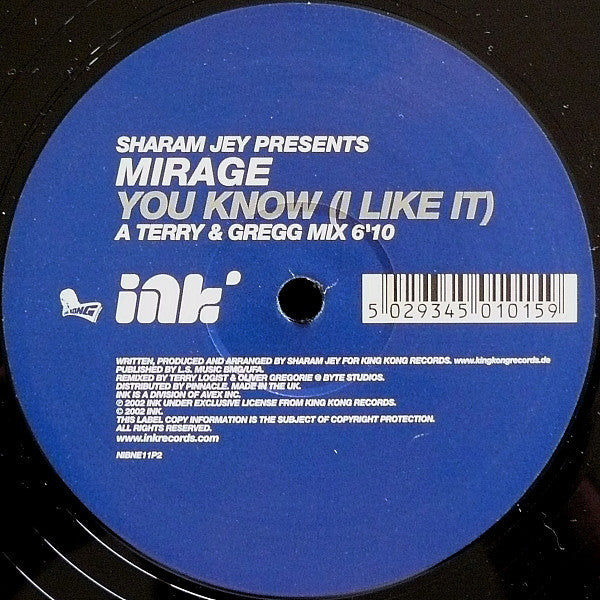 SHARAM JEY PRESENTS
MIRAGE
YOU KNOW (I LIKE IT)
A TERRY & GREGG MIX 6'10
KONG
ink'
5 029345 010159
WRITTEN, PRODUCED AND ARRANGED BY SHARAM JEY FOR KING KONG RECORDS. www.kingkongrecords.de
PUBLISHED BY L.S. MUSIC BMG/UFA.
REMIXED BY TERRY LOGIST & OLIVER GREGORIE @ BYTE STUDIOS.
DISTRIBUTED BY PINNACLE. MADE IN THE UK.
INK IS A DIVISION OF AVEX INC.
℗ 2002 INK UNDER EXCLUSIVE LICENSE FROM KING KONG RECORDS.
© 2002 INK.
THIS LABEL COPY INFORMATION IS THE SUBJECT OF COPYRIGHT PROTECTION.
ALL RIGHTS RESERVED.
www.inkrecords.com
NIBNE11P2